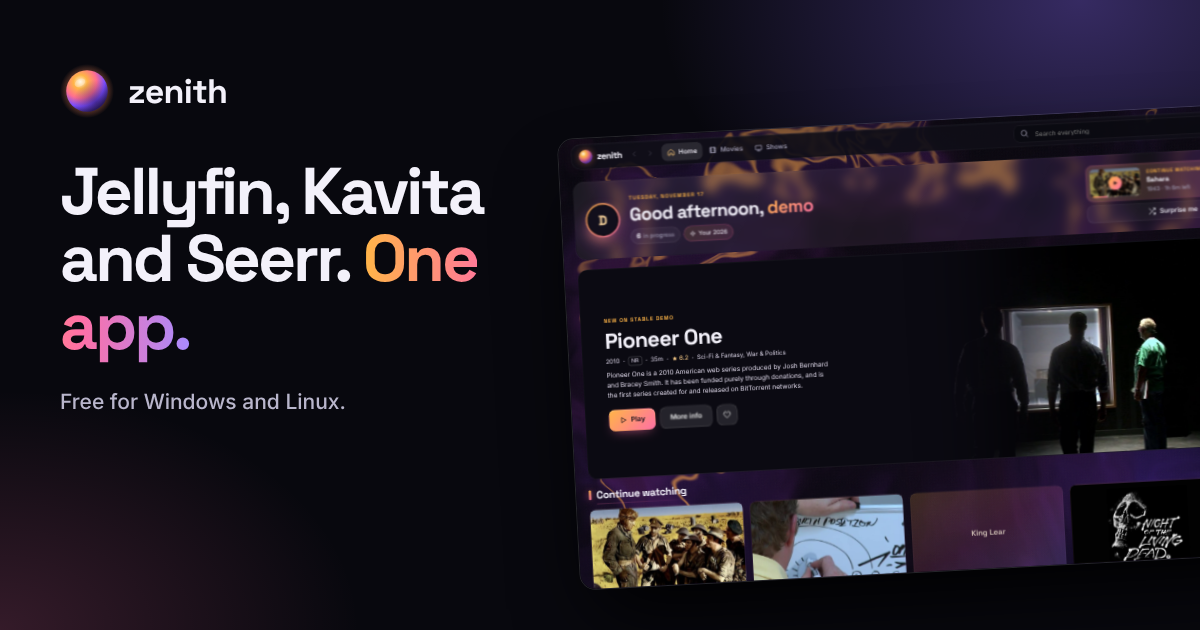 zenith
Jellyfin, Kavita
and Seerr. One
app.
Free for Windows and Linux.
zenith
Home
Movies
Shows
Search everything
TUESDAY, NOVEMBER 17
D
Good afternoon, demo
6 in progress
Your 2026
CONTINUE WATCHING
Sahara
Surprise me
NEW ON STABLE DEMO
Pioneer One
2010 · NR · 35m · ★ 6.2 · Sci-Fi & Fantasy, War & Politics
Pioneer One is a 2010 American web series produced by Josh Bernhard
and Bracey Smith. It has been funded purely through donations, and is
the first series created for and released on BitTorrent networks.
Play
More info
Continue watching
King Lear
NIGHT
OF THE
LIVING
DEAD.